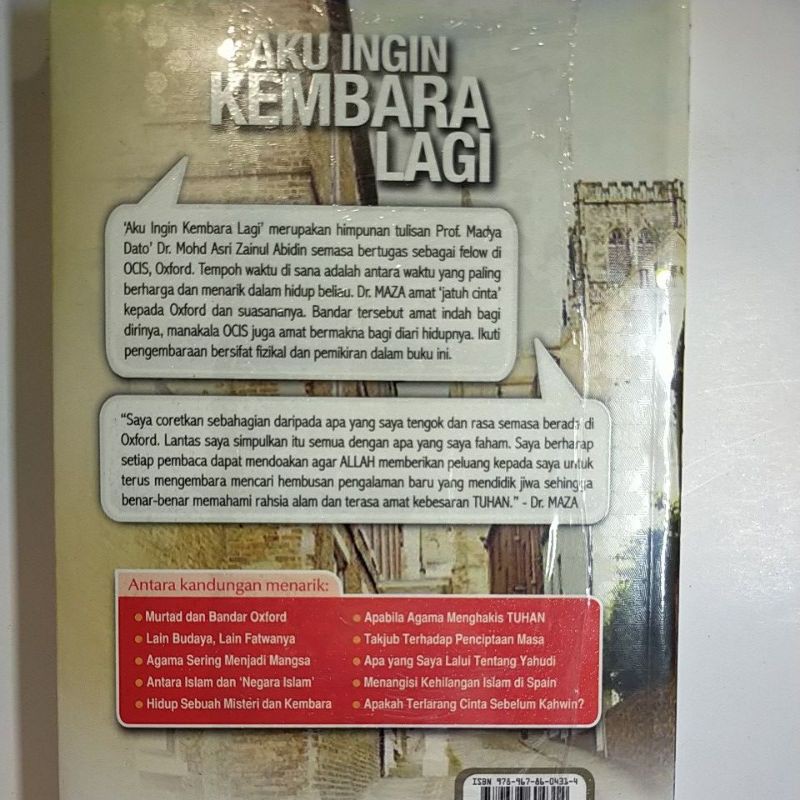 AKU INGIN
KEMBARA
LAGI
'Aku Ingin Kembara Lagi' merupakan himpunan tulisan Prof. Madya
Dato' Dr. Mohd Asri Zainul Abidin semasa bertugas sebagai felow di
OCIS, Oxford. Tempoh waktu di sana adalah antara waktu yang paling
berharga dan menarik dalam hidup beliau. Dr. MAZA amat 'jatuh cinta'
kepada Oxford dan suasananya. Bandar tersebut amat indah bagi
dirinya, manakala OCIS juga amat bermakna bagi diari hidupnya. Ikuti
pengembaraan bersifat fizikal dan pemikiran dalam buku ini.
"Saya coretkan sebahagian daripada apa yang saya tengok dan rasa semasa berada di
Oxford. Lantas saya simpulkan itu semua dengan apa yang saya faham. Saya berharap
setiap pembaca dapat mendoakan agar ALLAH memberikan peluang kepada saya untuk
terus mengembara mencari hembusan pengalaman baru yang mendidik jiwa sehingga
benar-benar memahami rahsia alam dan terasa amat kebesaran TUHAN." - Dr. MAZA
Antara kandungan menarik:
• Murtad dan Bandar Oxford
• Lain Budaya, Lain Fatwanya
• Agama Sering Menjadi Mangsa
• Antara Islam dan 'Negara Islam'
• Hidup Sebuah Misteri dan Kembara
• Apabila Agama Menghakis TUHAN
• Takjub Terhadap Penciptaan Masa
• Apa yang Saya Lalui Tentang Yahudi
• Menangisi Kehilangan Islam di Spain
• Apakah Terlarang Cinta Sebelum Kahwin?
ISBN 978-967-86-0431-4